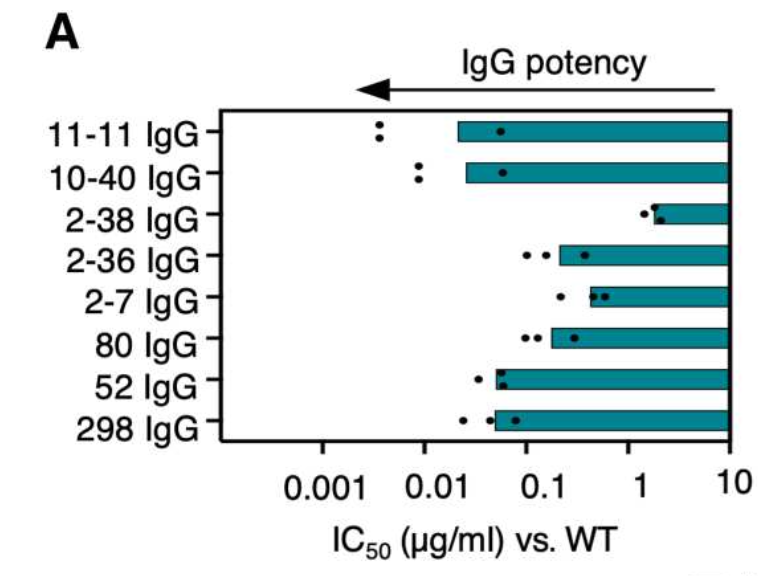 A
IgG potency
11-11 IgG
10-40 IgG
2-38 IgG
2-36 IgG
2-7 IgG
80 IgG
52 IgG
298 IgG
0.001 0.01 0.1 1 10
IC₅₀ (µg/ml) vs. WT